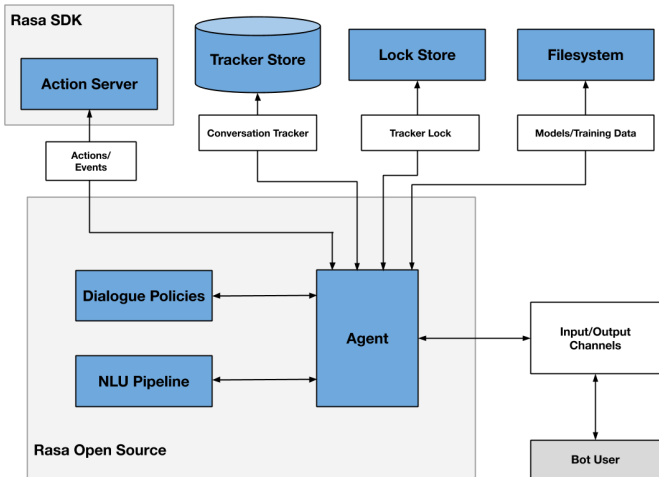 Rasa SDK
Action Server
Tracker Store
Lock Store
Filesystem
Actions/
Events
Conversation Tracker
Tracker Lock
Models/Training Data
Dialogue Policies
NLU Pipeline
Agent
Input/Output
Channels
Rasa Open Source
Bot User